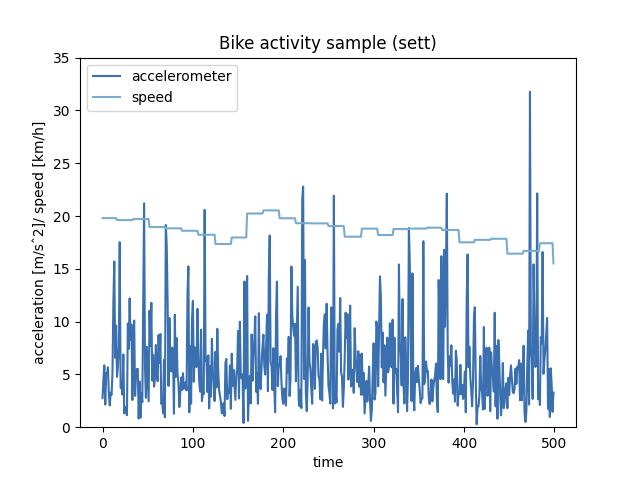 Bike activity sample (sett)
accelerometer
speed
acceleration [m/s^2]/ speed [km/h]
35
30
25
20
15
10
5
0
0 100 200 300 400 500
time